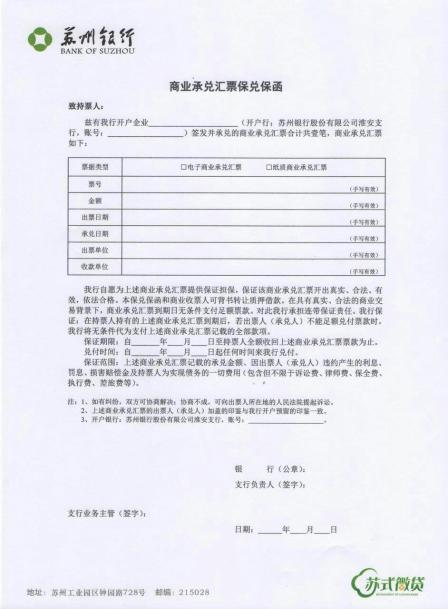 苏州银行
BANK OF SUZHOU
商业承兑汇票保兑保函
致持票人：
兹有我行开户企业____________（开户行：苏州银行股份有限公司淮安支
行，账号：____________）签发并承兑的商业承兑汇票合计共壹笔，商业承兑汇票
如下：
票据类型 □电子商业承兑汇票 □纸质商业承兑汇票
票号 （手写有效）
金额 （手写有效）
出票日期 （手写有效）
承兑日期 （手写有效）
出票单位 （手写有效）
收款单位 （手写有效）
我行自愿为上述商业承兑汇票提供保证担保，保证该商业承兑汇票开出真实、合法、有
效，依法合格。本保兑保函和商业收票人可背书转让质押借款，在具有真实、合法的商业交
易背景下，商业承兑汇票到期日无条件支付足额票款。对此我行承担连带保证责任。我行保
证：在持票人持有的上述商业承兑汇票到期后，若出票人（承兑人）不能足额兑付票款时，
我行将无条件代为支付上述商业承兑汇票记载的全部款项。
保证期限：自____年___月___日至持票人全额收回上述商业承兑汇票票款为止。
兑付时间：自____年___月___日起任何时间来我行兑付。
保证范围：上述商业承兑汇票记载的承兑金额、因出票人（承兑人）违约产生的利息、
罚息、损害赔偿金及持票人为实现债务的一切费用（包含但不限于诉讼费、律师费、保全费、
执行费、差旅费等）。
注：1、如有纠纷，双方可协商解决；协商不成，可向出票人所在地的人民法院提起诉讼。
2、上述商业承兑汇票的出票人（承兑人）加盖的印鉴与我行开户预留的印鉴一致。
3、开户银行：苏州银行股份有限公司淮安支行，账号：____________。
银 行（公章）：
支行负责人（签字）：
支行业务主管（签字）：
日期：____年___月___日
苏式微贷
地址：苏州工业园区钟园路728号 邮编：215028